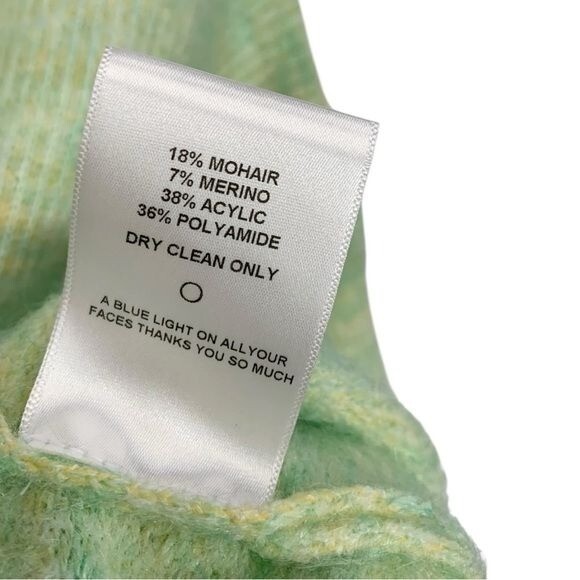 18% MOHAIR
7% MERINO
38% ACYLIC
36% POLYAMIDE
DRY CLEAN ONLY
A BLUE LIGHT ON ALLYOUR
FACES THANKS YOU SO MUCH